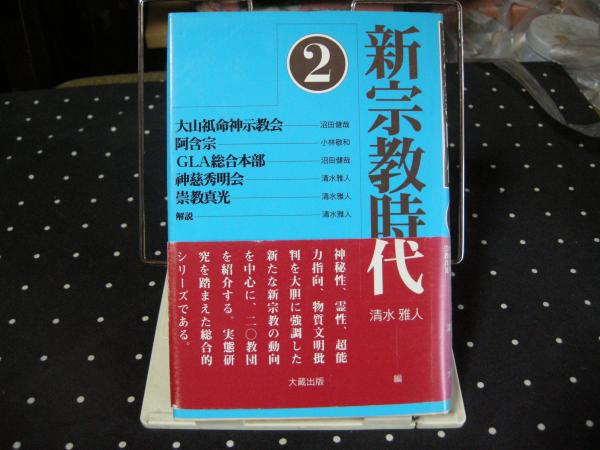 新宗教時代
2
大山祇命神示教会 沼田健哉
阿含宗 小林敬和
GLA総合本部 沼田健哉
神慈秀明会 清水雅人
崇教真光 清水雅人
解説 清水雅人
清水 雅人
編
神秘性、霊性、超能
力指向、物質文明批
判を大胆に強調した
新たな新宗教の動向
を中心に、二〇教団
を紹介する。実態研
究を踏まえた総合的
シリーズである。
大蔵出版